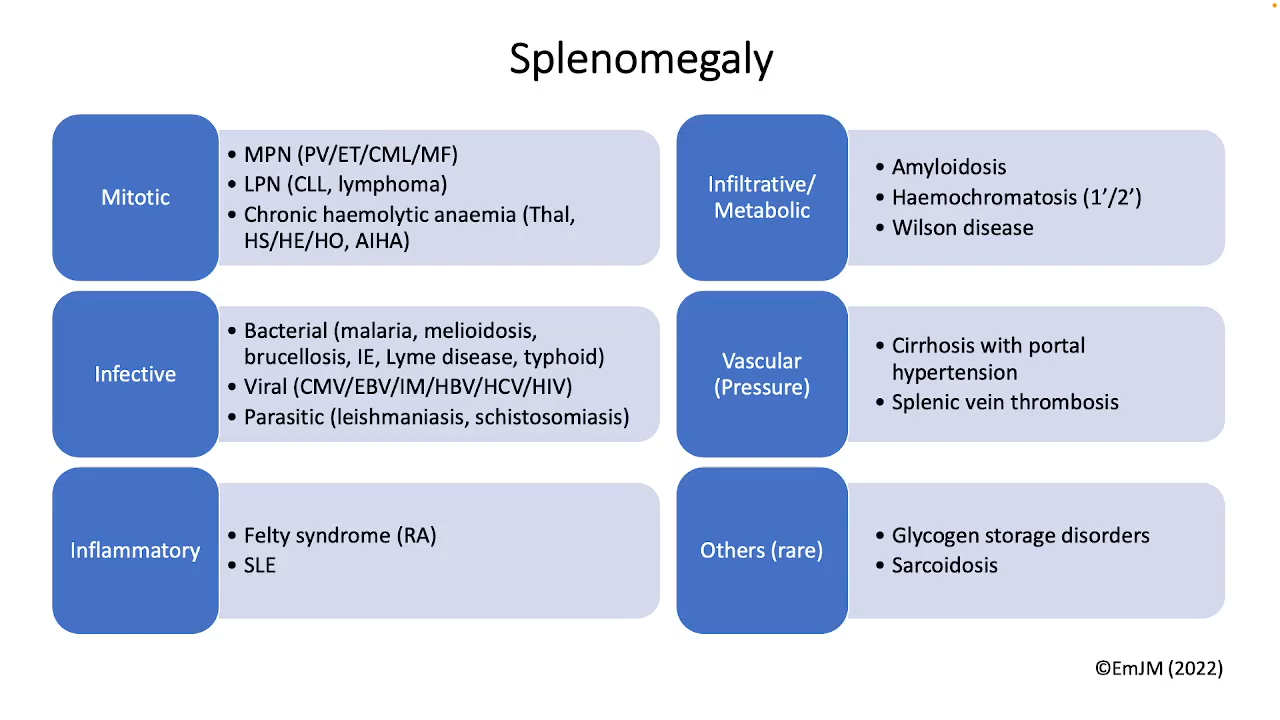 Splenomegaly
Mitotic
• MPN (PV/ET/CML/MF)
• LPN (CLL, lymphoma)
• Chronic haemolytic anaemia (Thal,
HS/HE/HO, AIHA)
Infective
• Bacterial (malaria, melioidosis,
brucellosis, IE, Lyme disease, typhoid)
• Viral (CMV/EBV/IM/HBV/HCV/HIV)
• Parasitic (leishmaniasis, schistosomiasis)
Inflammatory
• Felty syndrome (RA)
• SLE
Infiltrative/
Metabolic
• Amyloidosis
• Haemochromatosis (1’/2’)
• Wilson disease
Vascular
(Pressure)
• Cirrhosis with portal
hypertension
• Splenic vein thrombosis
Others (rare)
• Glycogen storage disorders
• Sarcoidosis
©EmJM (2022)